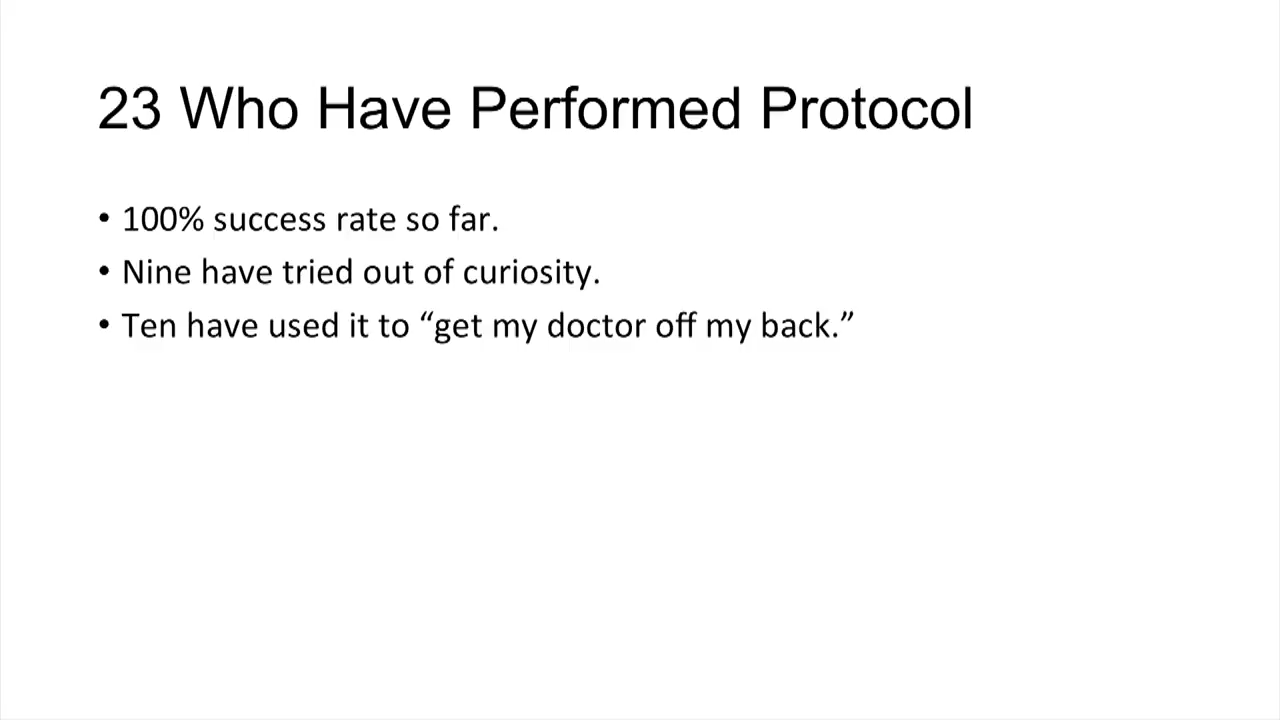 23 Who Have Performed Protocol
• 100% success rate so far.
• Nine have tried out of curiosity.
• Ten have used it to “get my doctor off my back.”